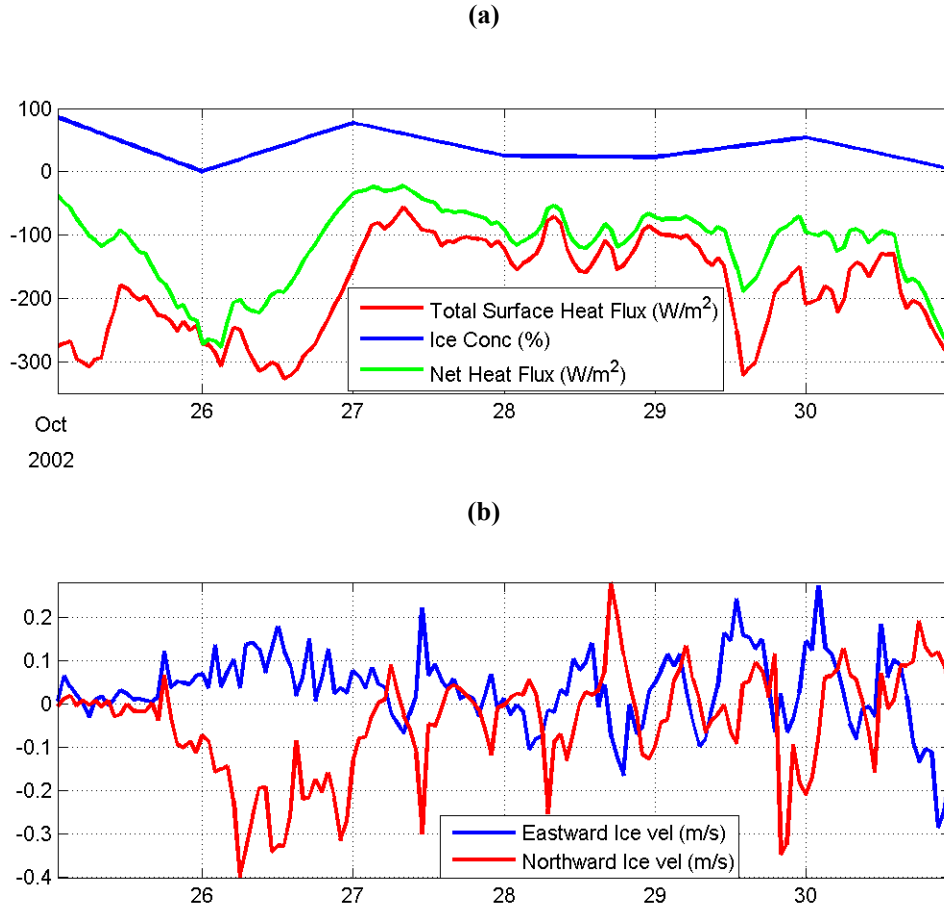 (a)
100
0
-100
-200
-300
Total Surface Heat Flux (W/m²)
Ice Conc (%)
Net Heat Flux (W/m²)
26 27 28 29 30
Oct
2002
(b)
0.2
0.1
0
-0.1
-0.2
-0.3
-0.4
Eastward Ice vel (m/s)
Northward Ice vel (m/s)
26 27 28 29 30